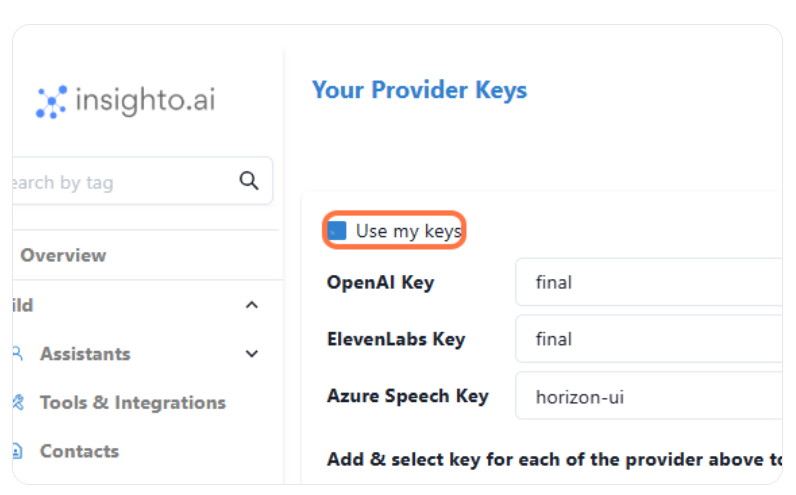 insighto.ai
Your Provider Keys
earch by tag
Use my keys
Overview
ild
OpenAI Key
final
ElevenLabs Key
final
Assistants
Azure Speech Key
horizon-ui
Tools & Integrations
Contacts
Add & select key for each of the provider above to